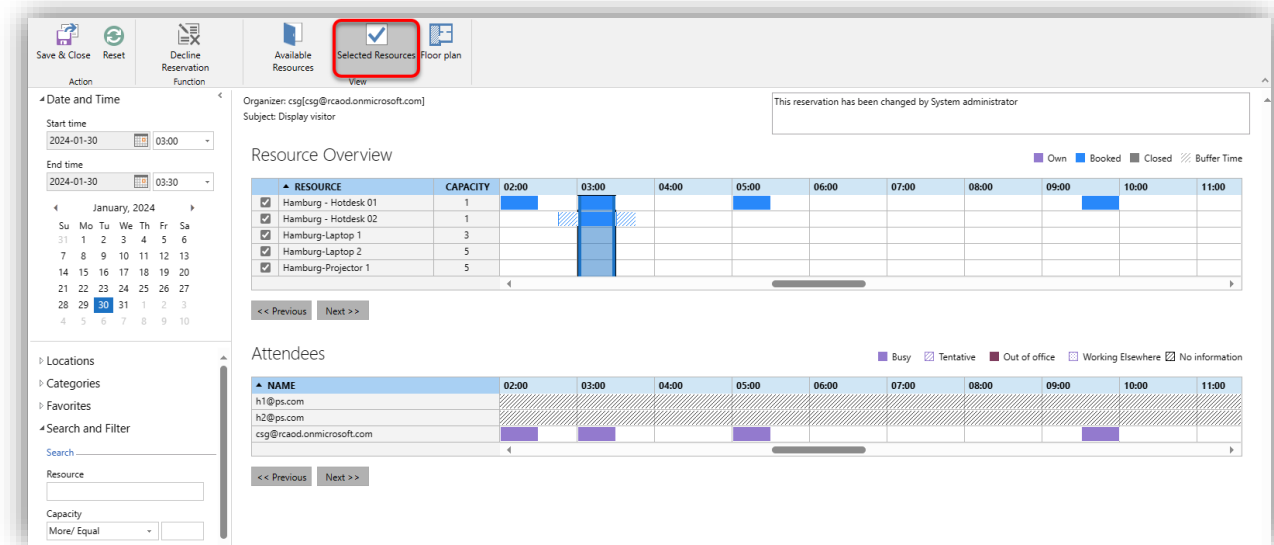 Save & Close Reset Decline Reservation Available Resources Selected Resources Floor plan
Action Function View
Date and Time
Start time
2024-01-30 03:00
End time
2024-01-30 03:30
January, 2024
Su Mo Tu We Th Fr Sa
31 1 2 3 4 5 6
7 8 9 10 11 12 13
14 15 16 17 18 19 20
21 22 23 24 25 26 27
28 29 30 31 1 2 3
4 5 6 7 8 9 10
Locations
Categories
Favorites
Search and Filter
Search
Resource
Capacity
More/ Equal
Organizer: csg[csg@rcaod.onmicrosoft.com]
Subject: Display visitor
This reservation has been changed by System administrator
Resource Overview
Own Booked Closed Buffer Time
RESOURCE CAPACITY 02:00 03:00 04:00 05:00 06:00 07:00 08:00 09:00 10:00 11:00
Hamburg - Hotdesk 01 1
Hamburg - Hotdesk 02 1
Hamburg-Laptop 1 3
Hamburg-Laptop 2 5
Hamburg-Projector 1 5
<< Previous Next >>
Attendees
Busy Tentative Out of office Working Elsewhere No information
NAME 02:00 03:00 04:00 05:00 06:00 07:00 08:00 09:00 10:00 11:00
h1@ps.com
h2@ps.com
csg@rcaod.onmicrosoft.com
<< Previous Next >>